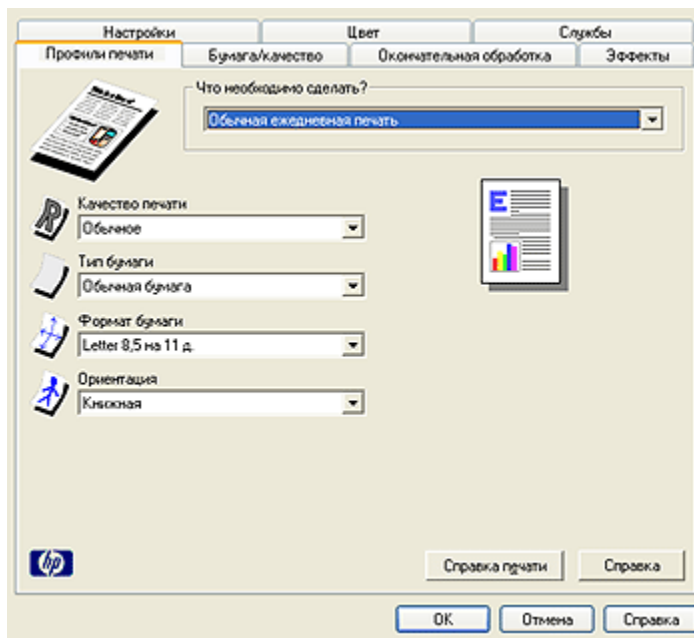 Настройки
Цвет
Службы
Профили печати
Бумага/качество
Окончательная обработка
Эффекты
Что необходимо сделать?
Обычная ежедневная печать
Качество печати
Обычное
Тип бумаги
Обычная бумага
Формат бумаги
Letter 8,5 на 11 д.
Ориентация
Книжная
E
hp
Справка печати
Справка
OK
Отмена
Справка